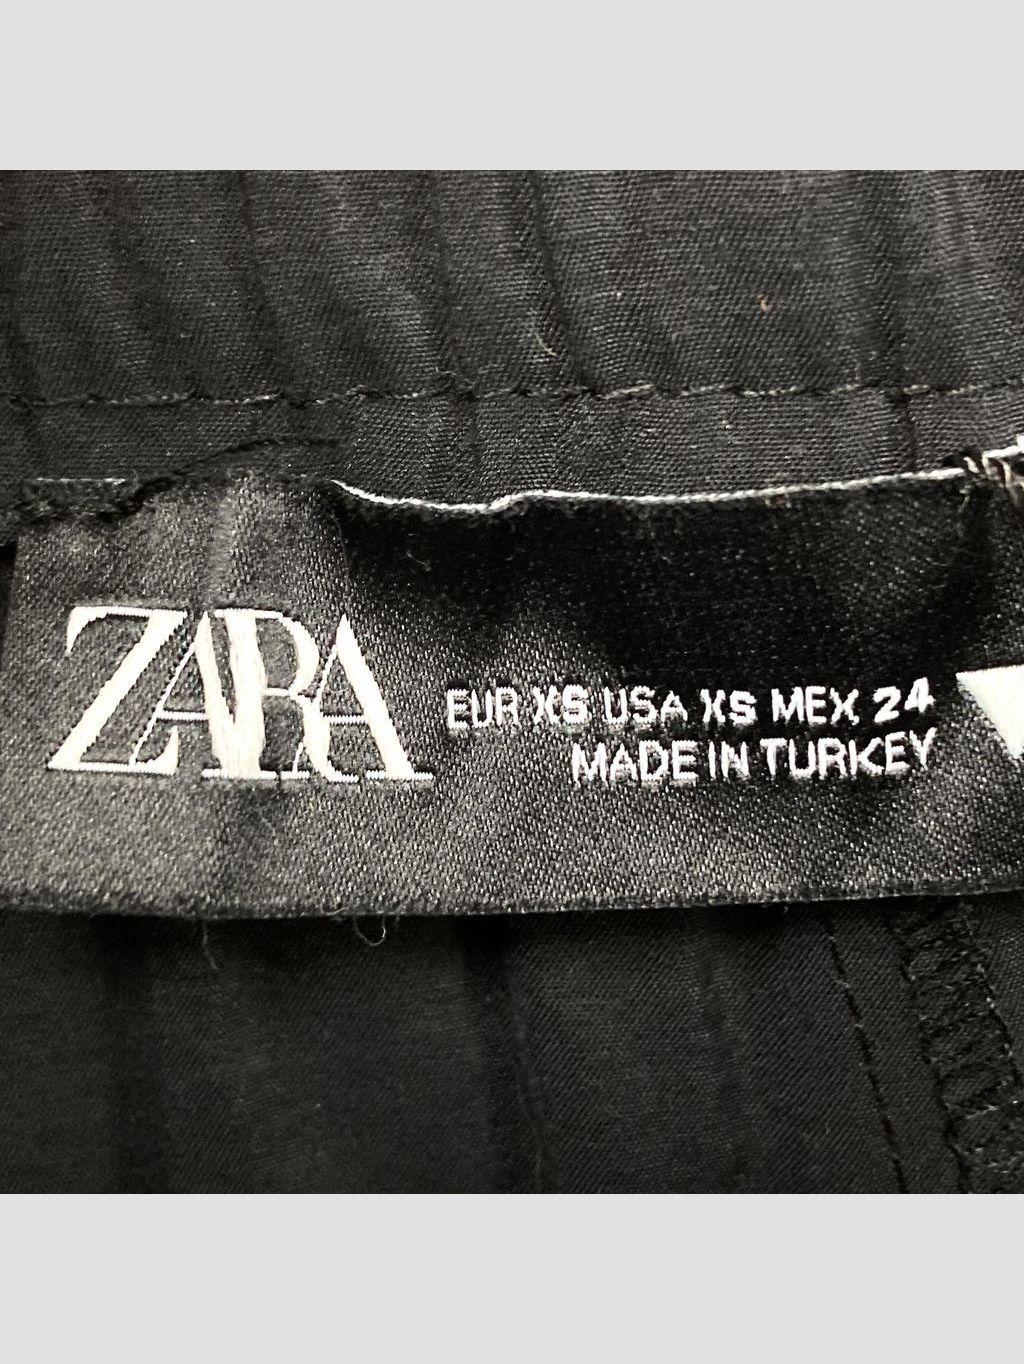 ZARA
EUR XS USA XS MEX 24
MADE IN TURKEY